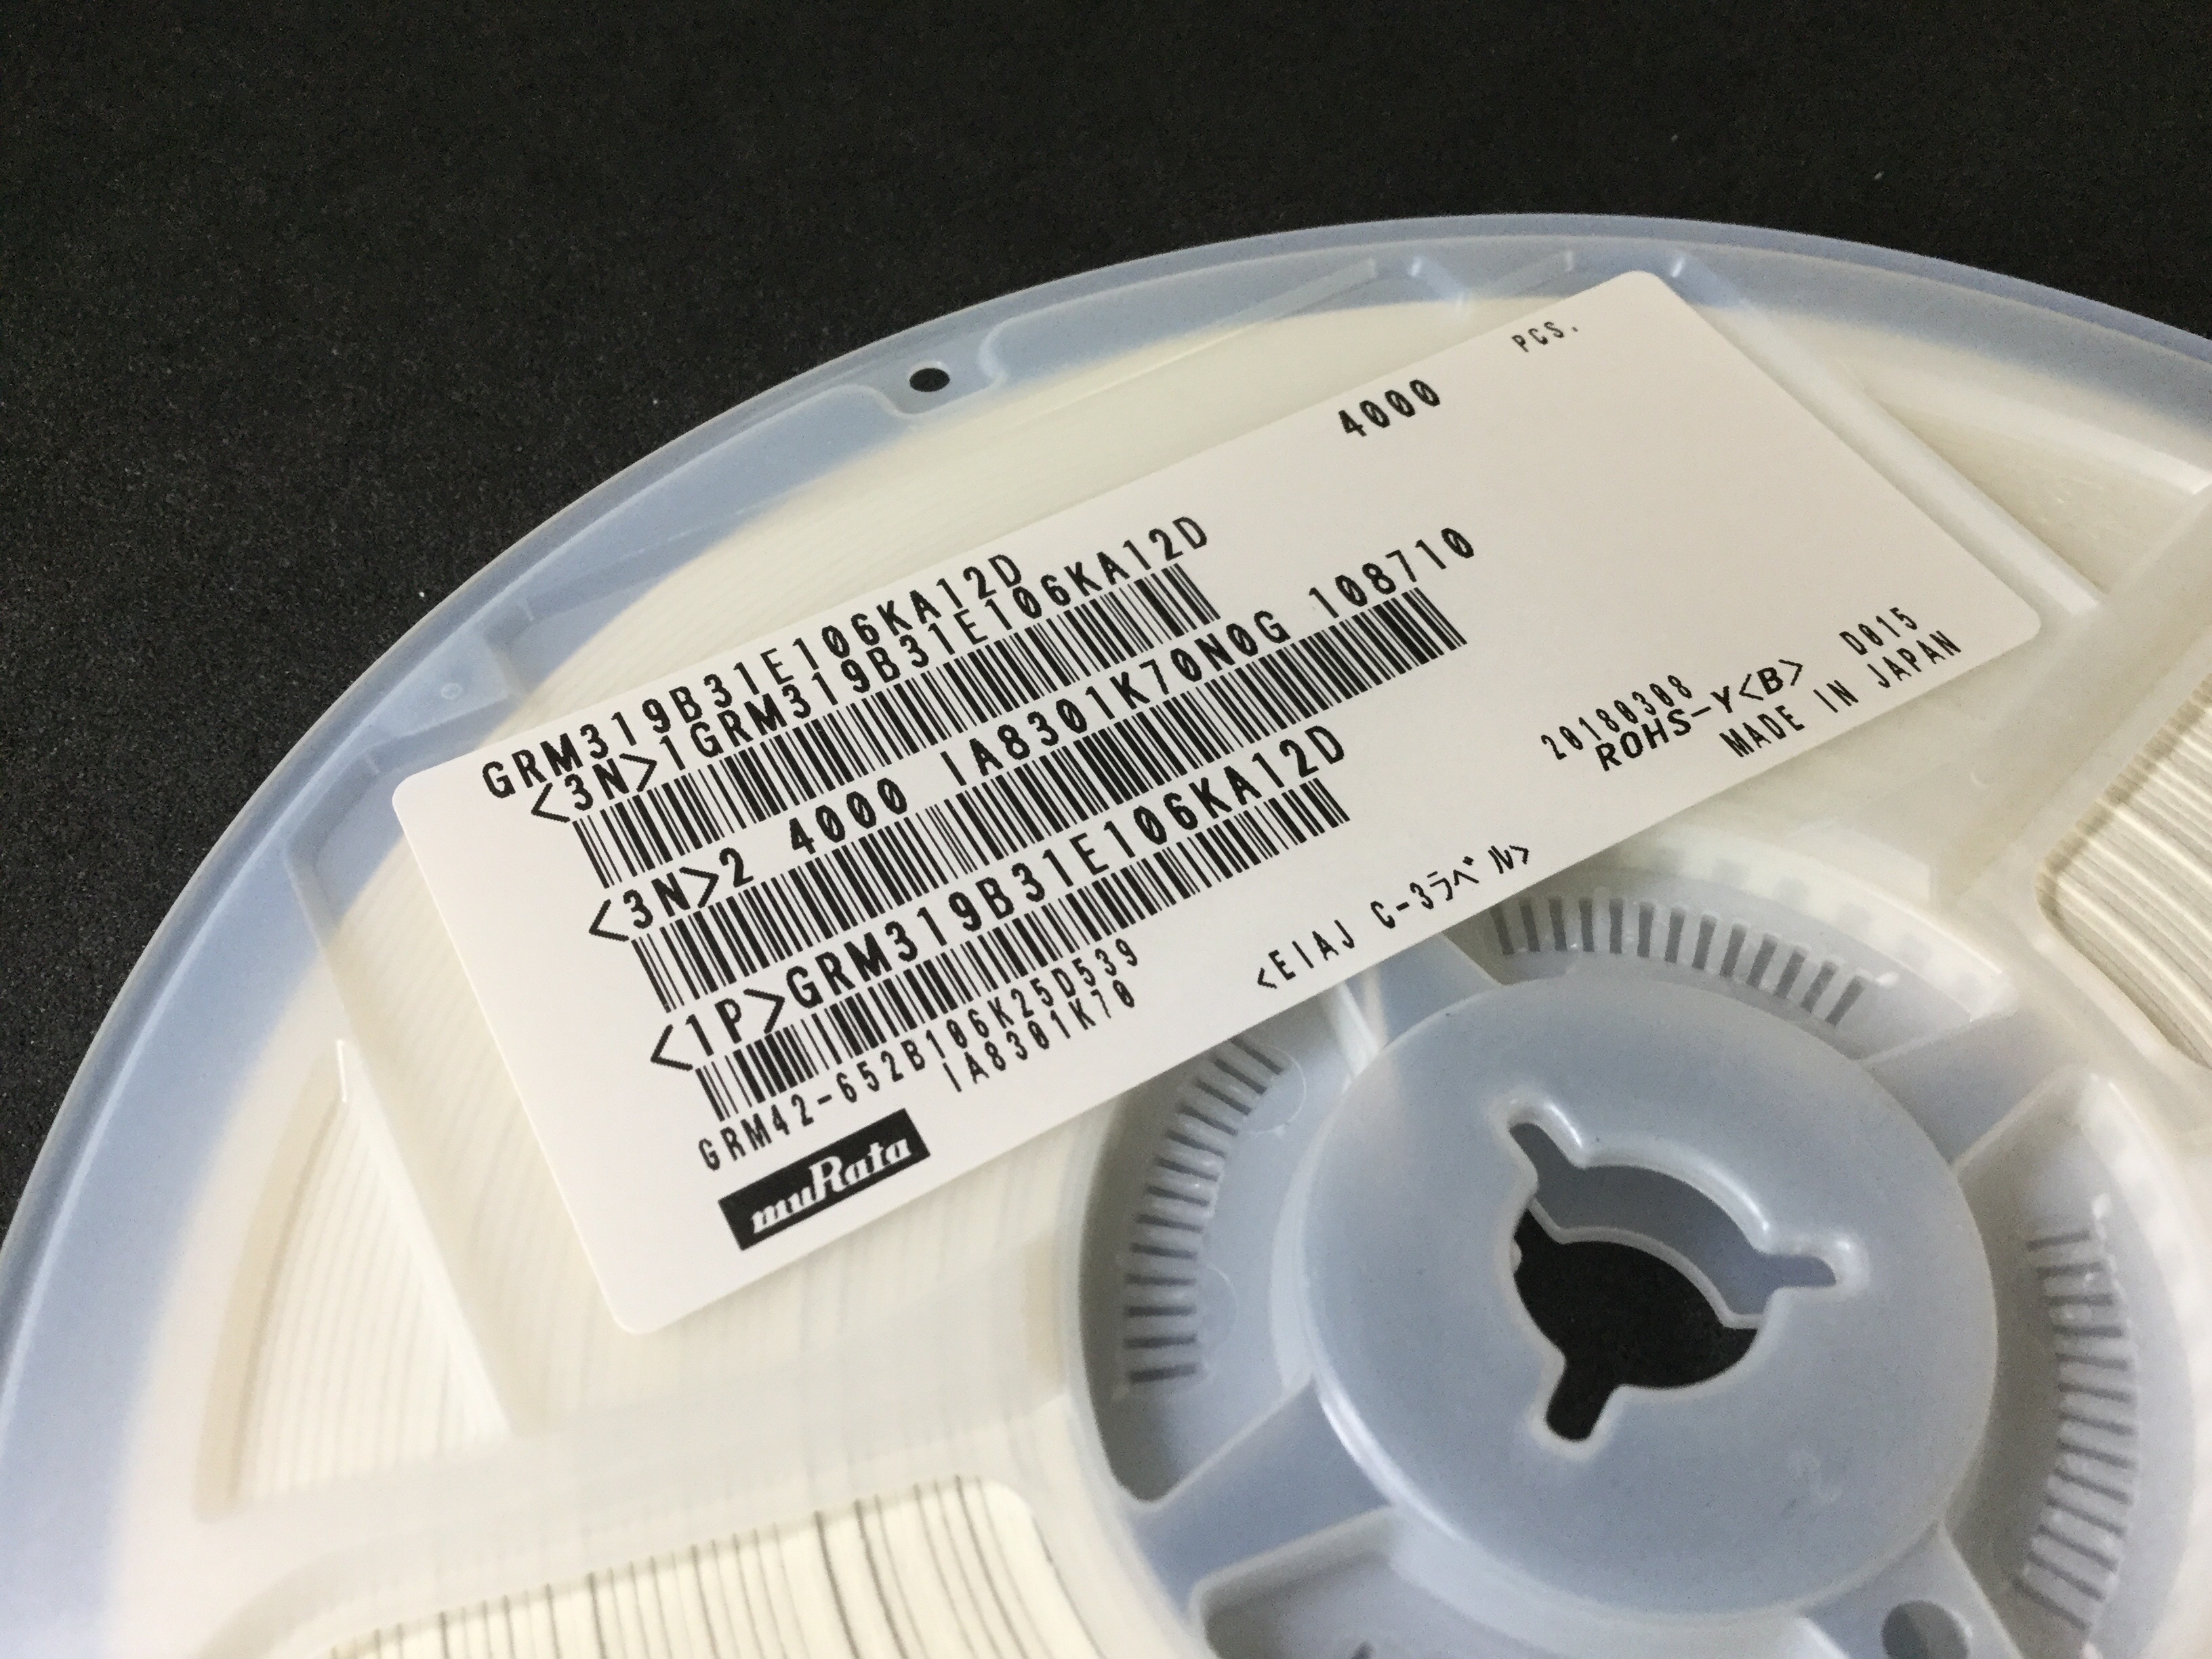 PCS.
4000
GRM319B31E106KA12D
<3N>1GRM319B31E106KA12D
<3N>2 4000 IA8301K70N0G 108710
<1P>GRM319B31E106KA12D
GRM42-652B106K25D539
IA8301K70
muRata
20180308
ROHS-Y<B> D015
MADE IN JAPAN
<EIAJ C-3ラベル>